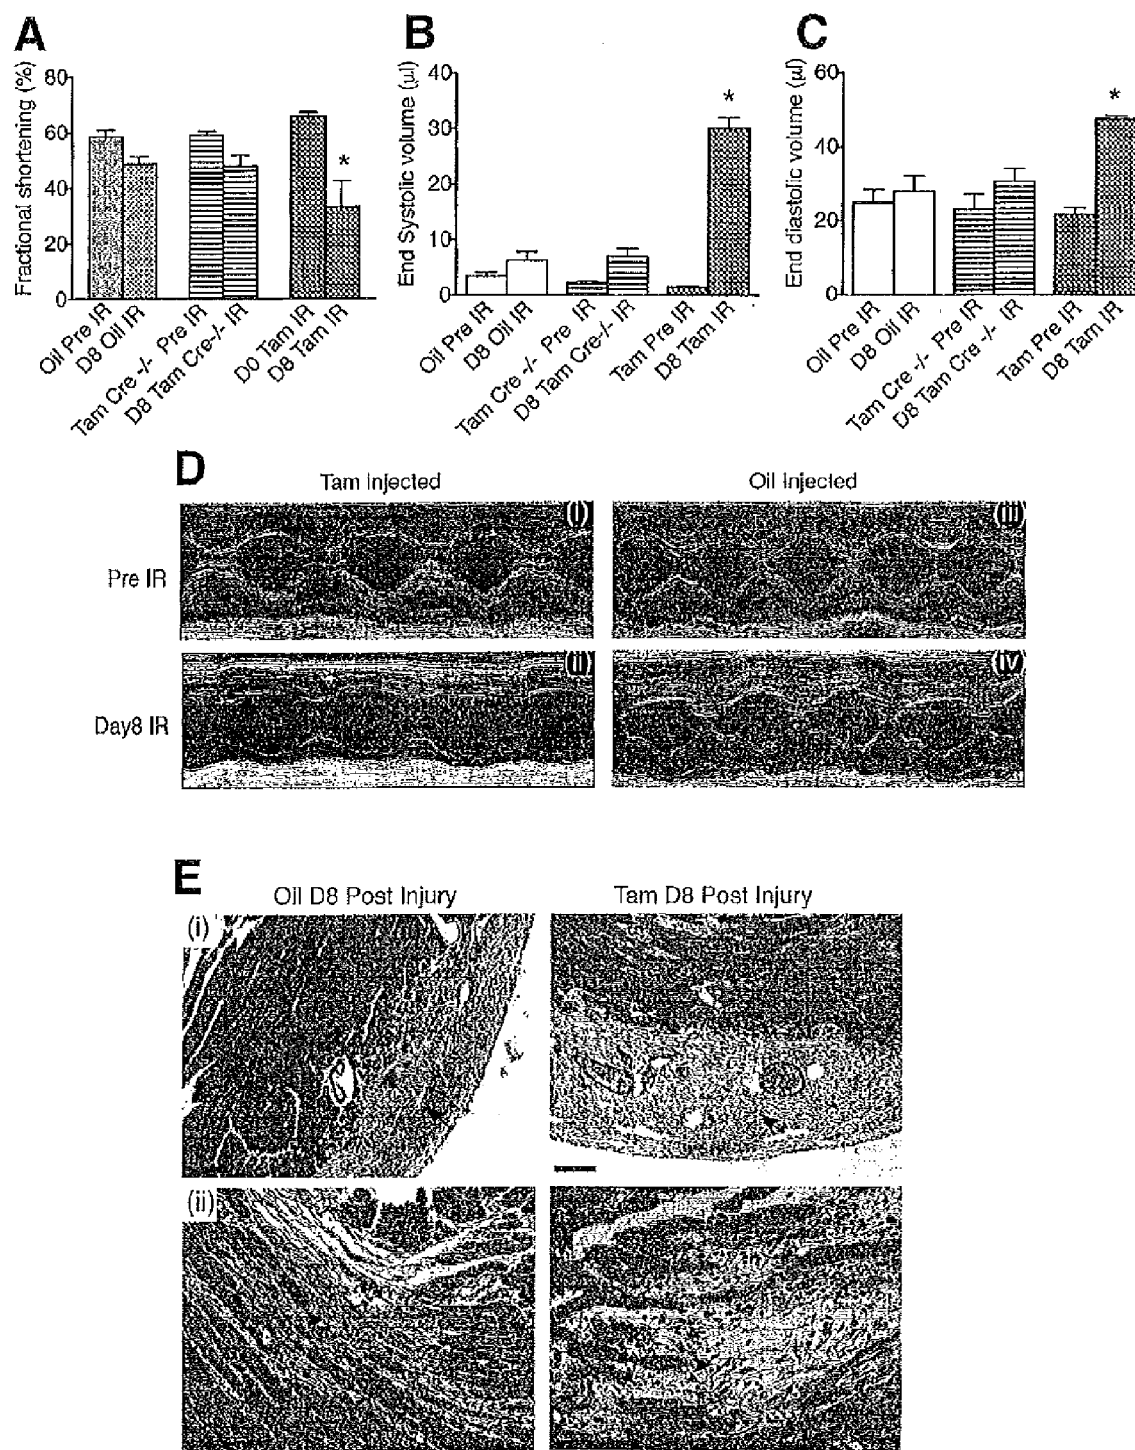 A
Fractional shortening (%)
80
60
40
20
0
*
Oil Pre IR
D8 Oil IR
Tam Cre -/- Pre IR
D8 Tam Cre-/- IR
D0 Tam IR
D8 Tam IR
B
End Systolic volume (µl)
40
30
20
10
0
*
Oil Pre IR
D8 Oil IR
Tam Cre -/- Pre IR
D8 Tam Cre-/- IR
Tam Pre IR
D8 Tam IR
C
End diastolic volume (µl)
60
40
20
0
*
Oil Pre IR
D8 Oil IR
Tam Cre -/- Pre IR
D8 Tam Cre -/- IR
Tam Pre IR
D8 Tam IR
D
Tam Injected
Oil Injected
Pre IR
(i)
(iii)
Day8 IR
(ii)
(iv)
E
Oil D8 Post Injury
Tam D8 Post Injury
(i)
(ii)